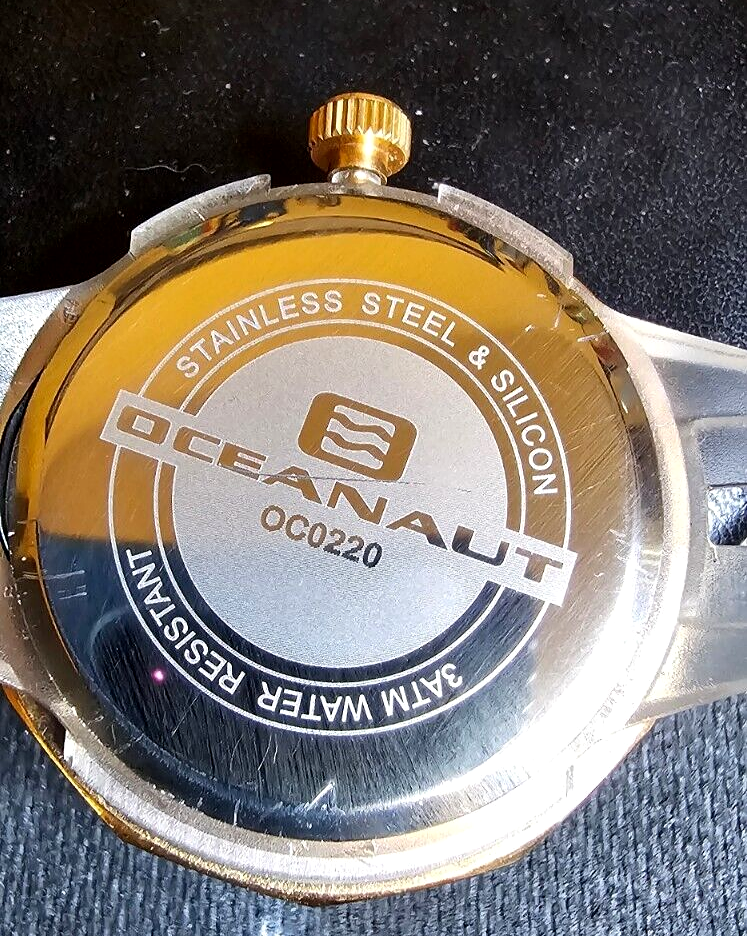 STAINLESS STEEL & SILICON
OCEANAUT
OC0220
3ATM WATER RESISTANT